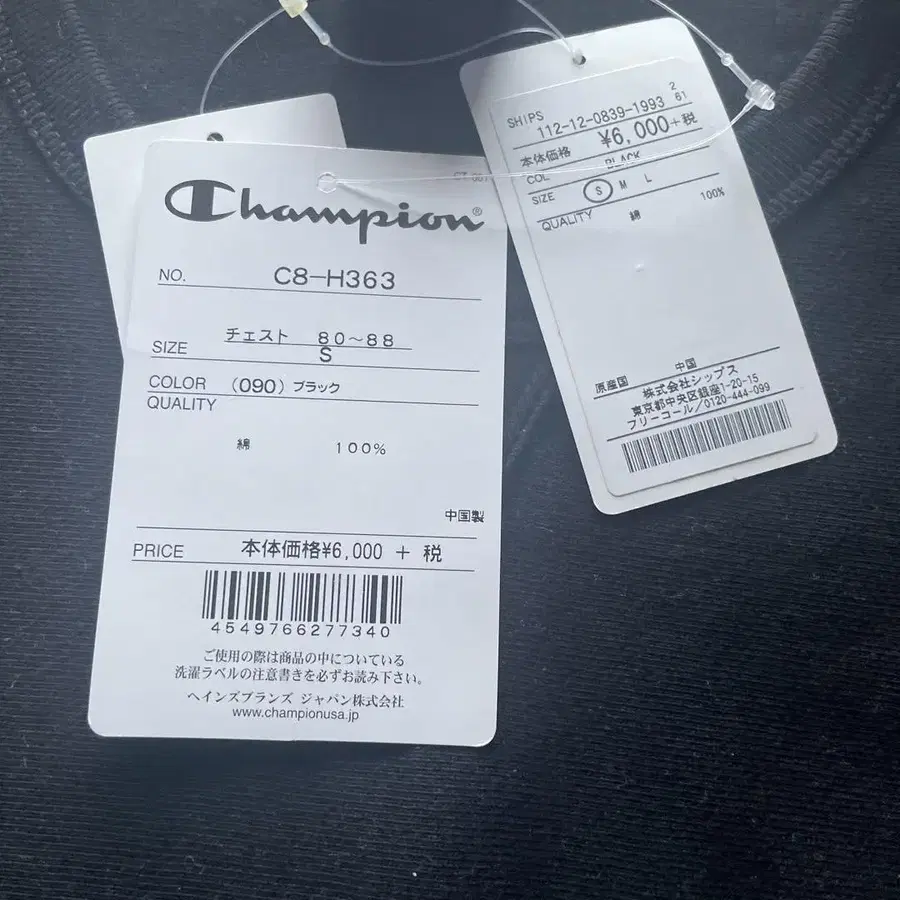 Champion®
NO. C8-H363
チェスト 80~88
SIZE S
COLOR (090) ブラック
QUALITY
綿 100%
中国製
PRICE 本体価格¥6,000 + 税
4549766277340
ご使用の際は商品の中についている
洗濯ラベルの注意書きを必ずお読み下さい。
ヘインズブランズ ジャパン株式会社
www.championusa.jp
SHIPS 2
112-12-0839-1993 61
本体価格 ¥6,000+税
COL BLACK
SIZE S M L
QUALITY 綿 100%
原産国 中国
株式会社シップス
東京都中央区銀座1-20-15
フリーコール/0120-444-099